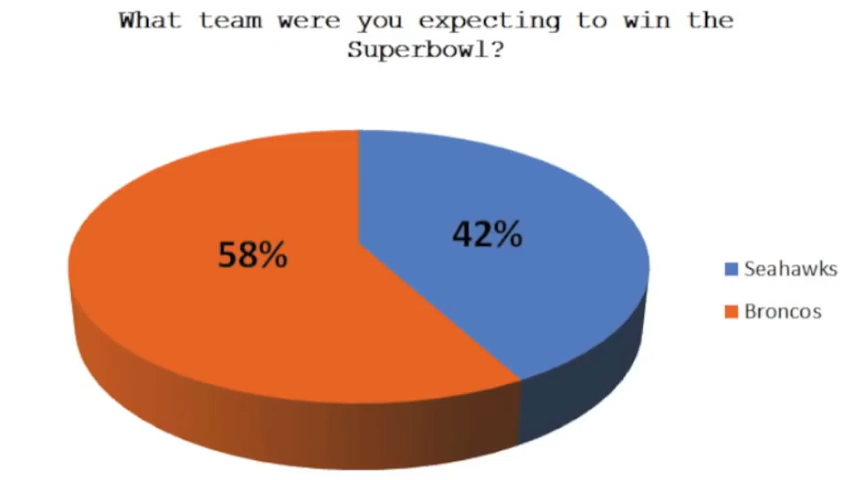 What team were you expecting to win the
Superbowl?
58%
42%
Seahawks
Broncos